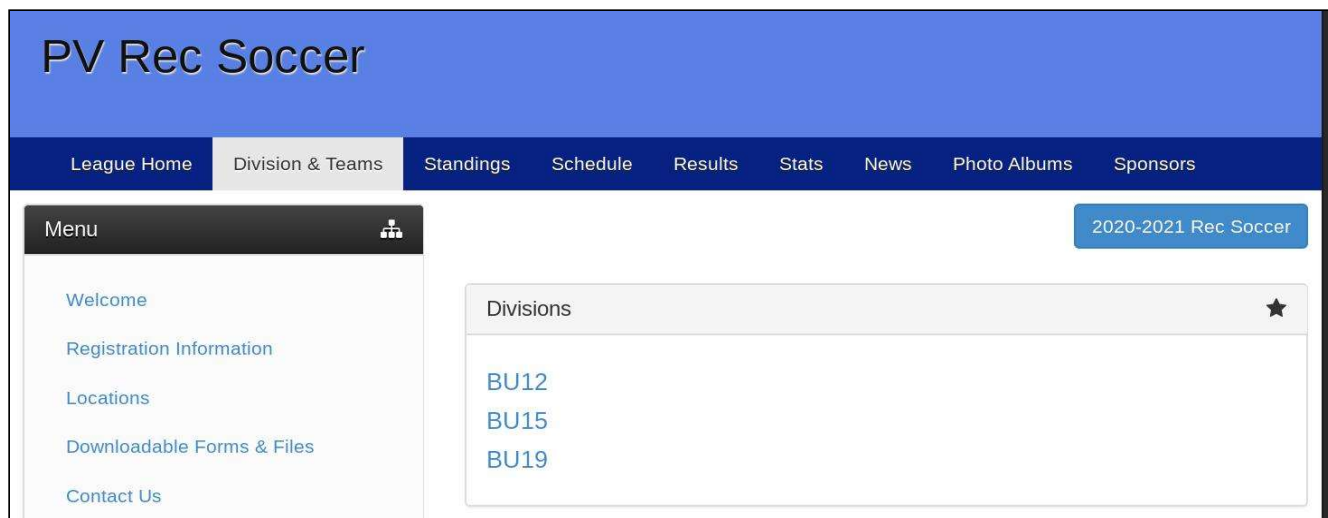 PV Rec Soccer
League Home Division & Teams Standings Schedule Results Stats News Photo Albums Sponsors
Menu
2020-2021 Rec Soccer
Welcome
Registration Information
Locations
Downloadable Forms & Files
Contact Us
Divisions
BU12
BU15
BU19